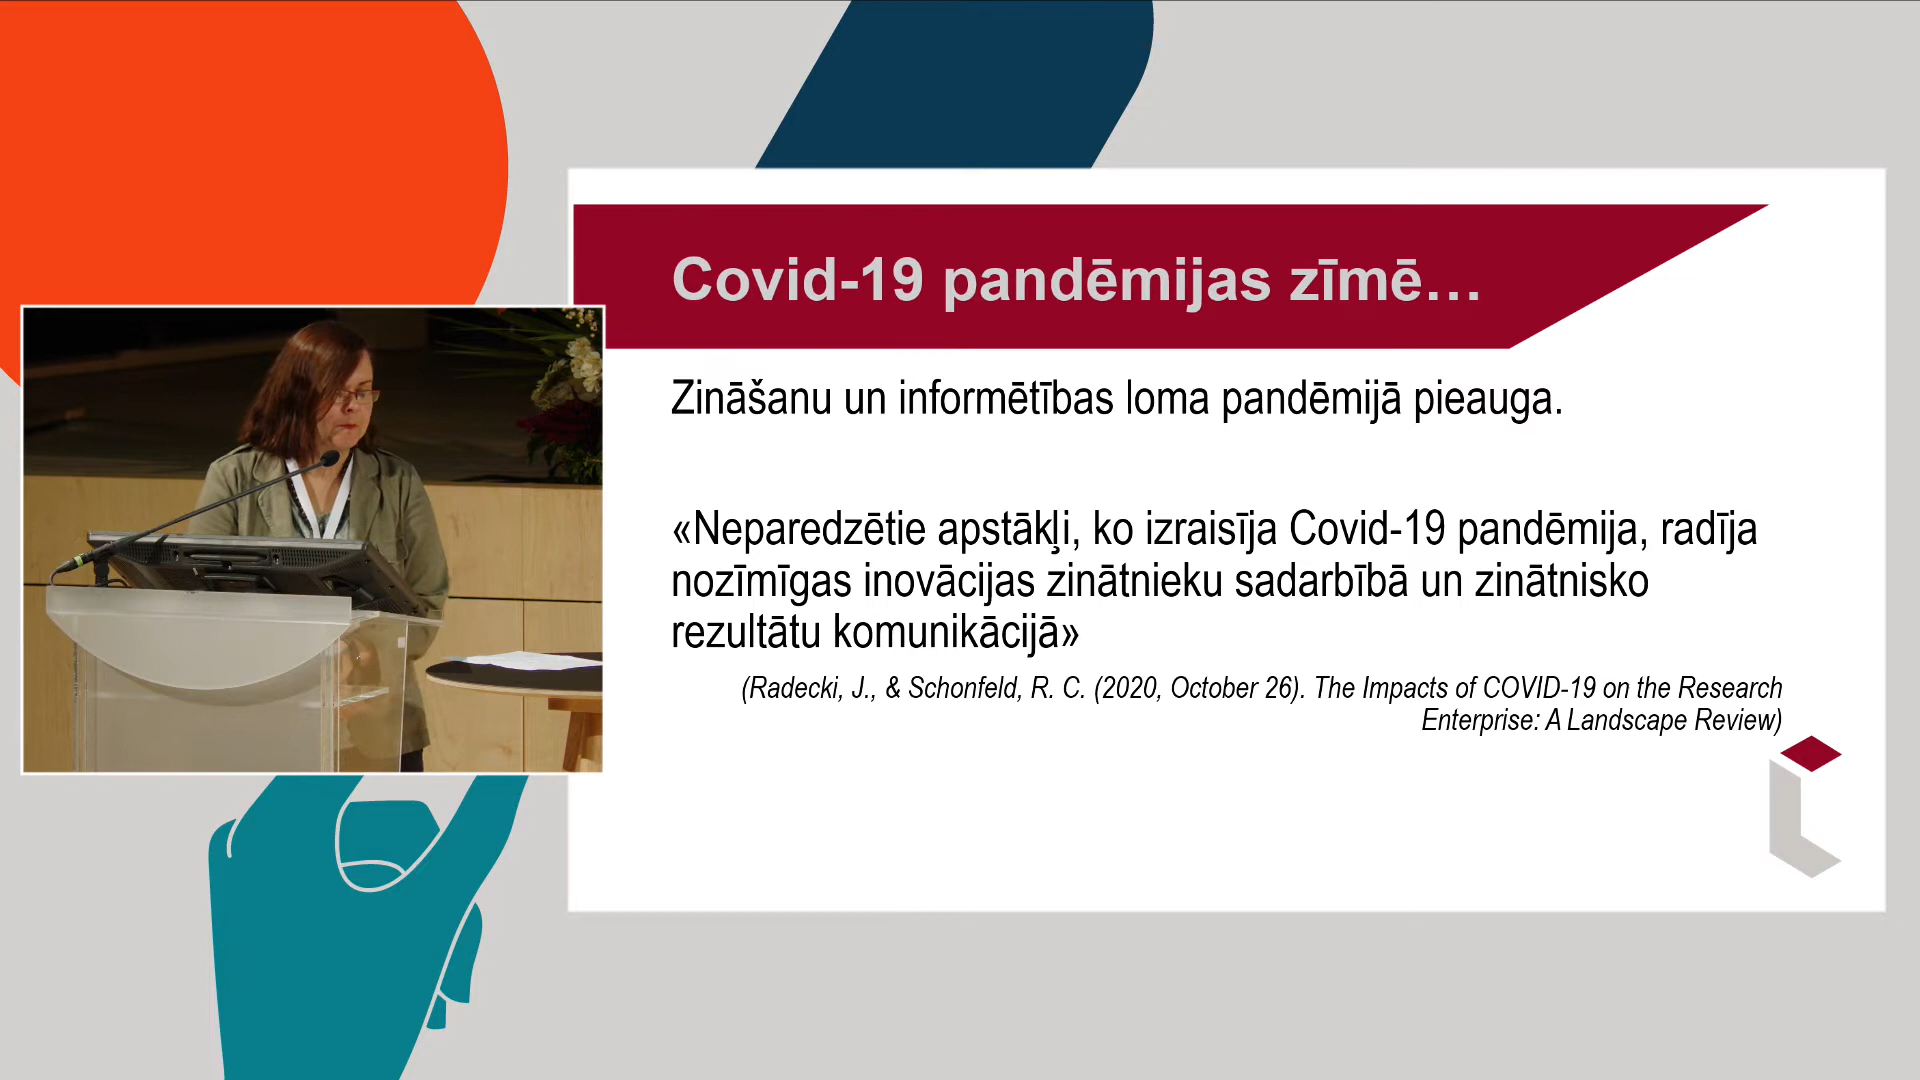 Covid-19 pandēmijas zīmē…
Zināšanu un informētības loma pandēmijā pieauga.
«Neparedzētie apstākļi, ko izraisīja Covid-19 pandēmija, radīja
nozīmīgas inovācijas zinātnieku sadarbībā un zinātnisko
rezultātu komunikācijā»
(Radecki, J., & Schonfeld, R. C. (2020, October 26). The Impacts of COVID-19 on the Research
Enterprise: A Landscape Review)